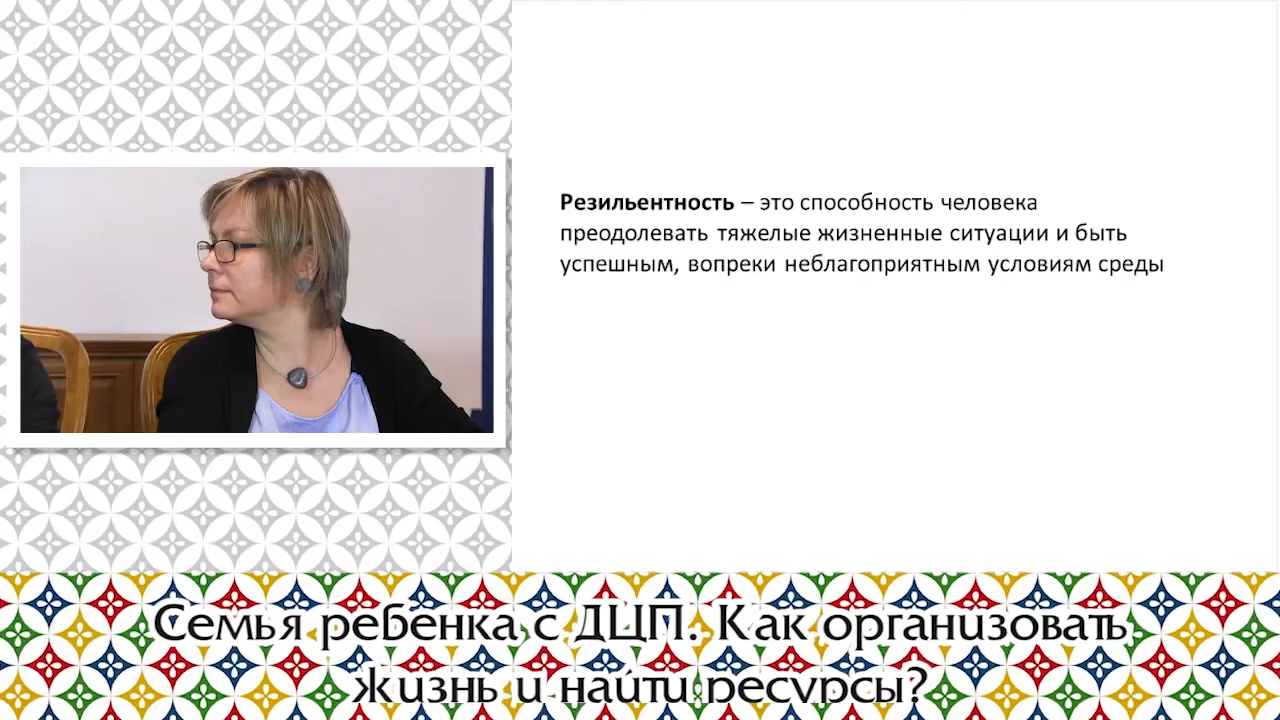 Резильентность – это способность человека
преодолевать тяжелые жизненные ситуации и быть
успешным, вопреки неблагоприятным условиям среды
Семья ребенка с ДЦП. Как организовать
жизнь и найти ресурсы?